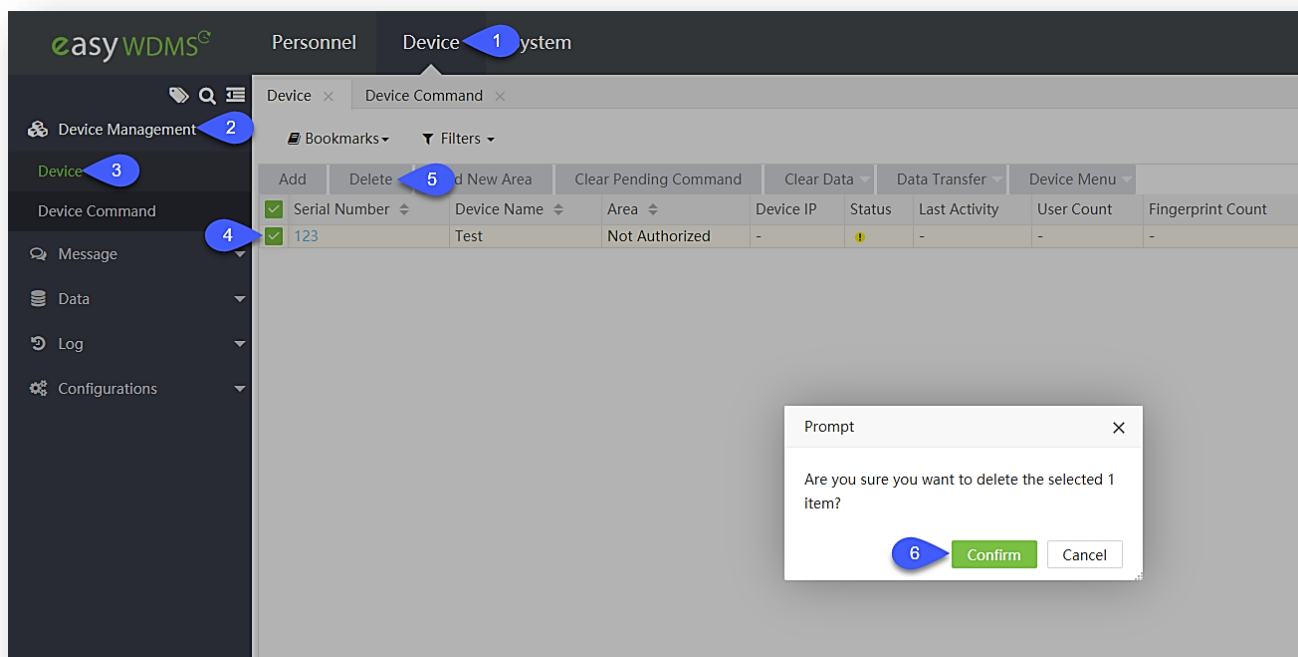 easy WDMS
Personnel Device 1 ystem
Device × Device Command ×
Device Management 2
Bookmarks Filters
Device 3
Add Delete 5 d New Area Clear Pending Command Clear Data Data Transfer Device Menu
Device Command
Serial Number Device Name Area Device IP Status Last Activity User Count Fingerprint Count
4 123 Test Not Authorized - ! - - -
Message
Data
Log
Configurations
Prompt ×
Are you sure you want to delete the selected 1
item?
6 Confirm Cancel